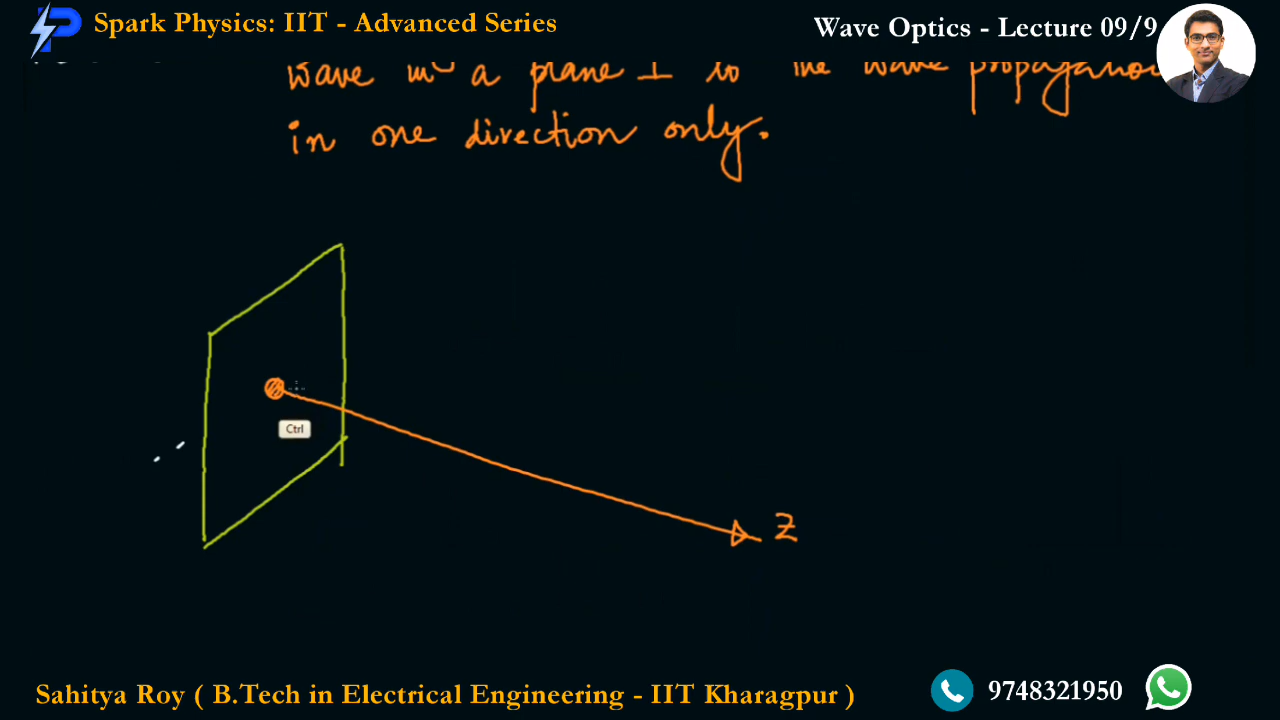 Spark Physics: IIT - Advanced Series
Wave Optics - Lecture 09/9
wave in a plane ⊥ to the wave propagation
in one direction only.
Ctrl
Z
Sahitya Roy ( B.Tech in Electrical Engineering - IIT Kharagpur )
9748321950